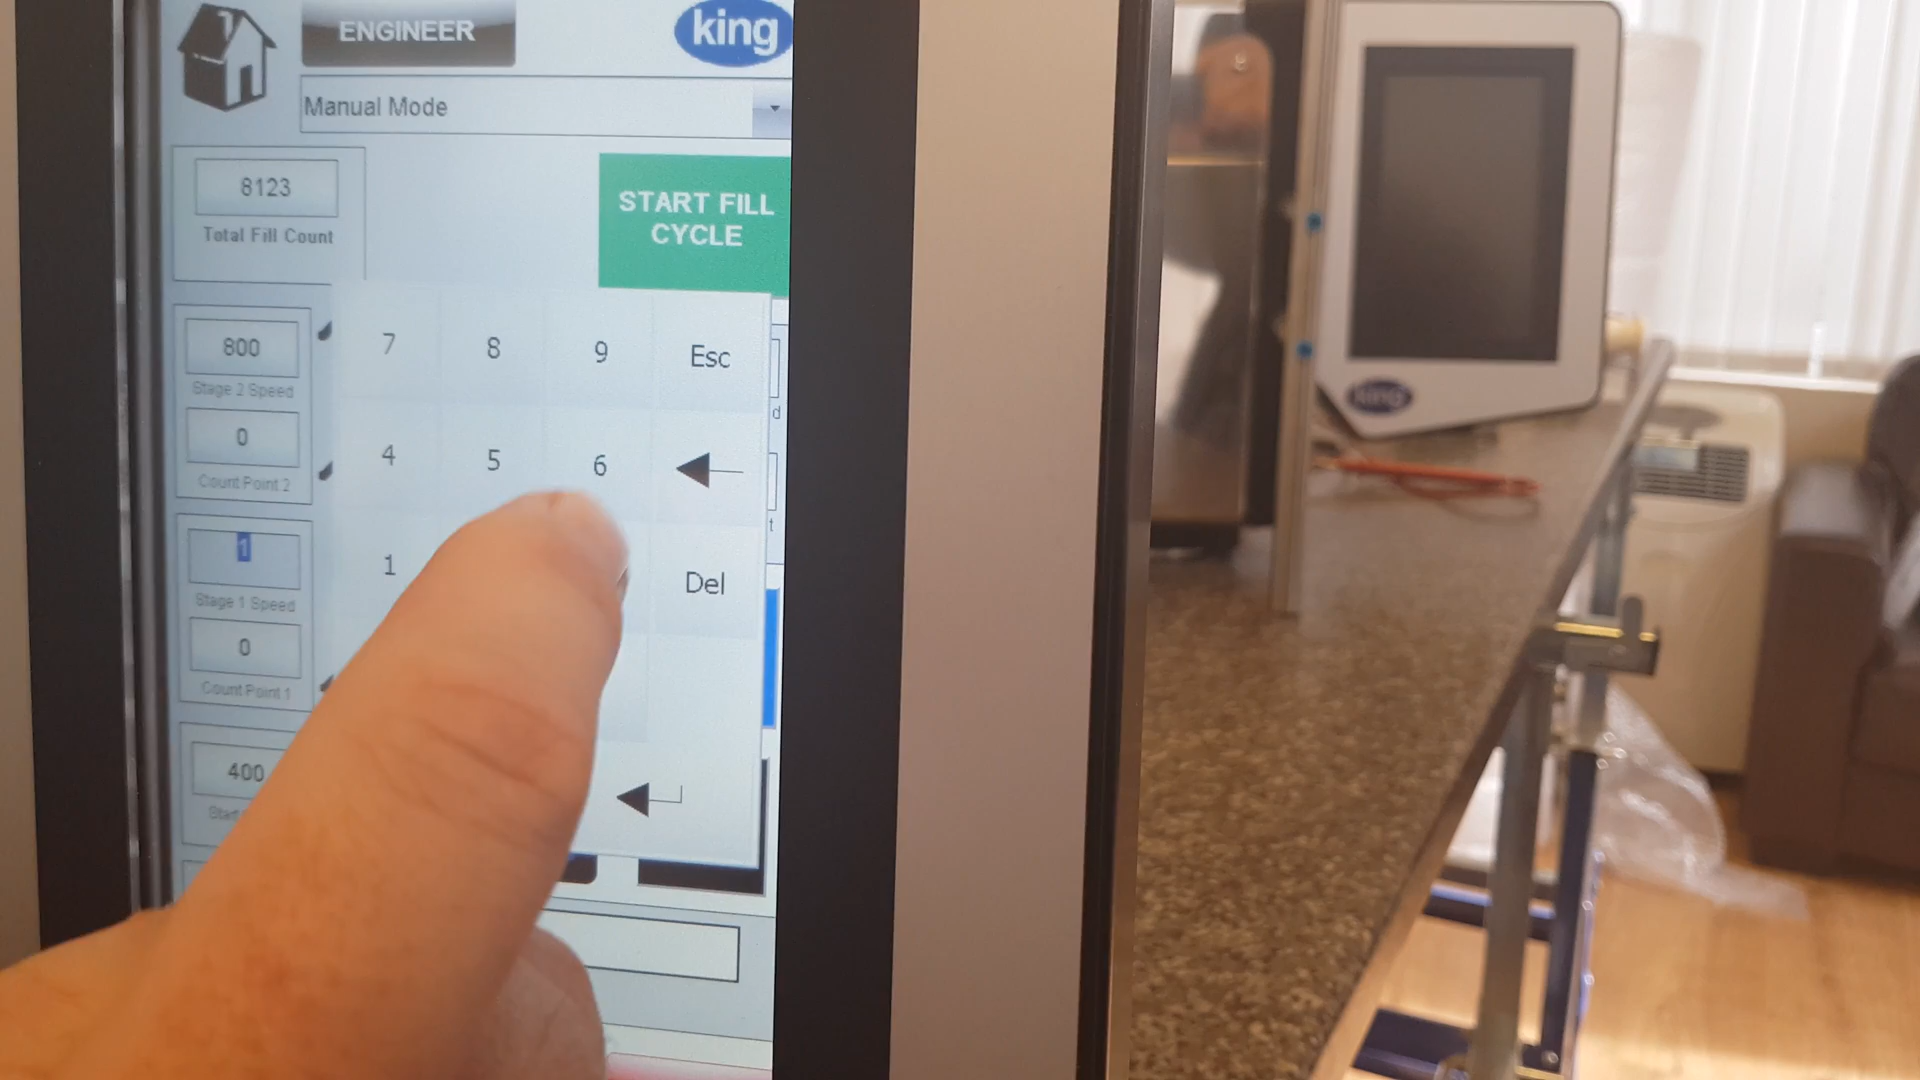 ENGINEER
king
Manual Mode
8123
Total Fill Count
START FILL
CYCLE
800
Stage 2 Speed
0
Count Point 2
1
Stage 1 Speed
0
Count Point 1
400
Start
7 8 9 Esc
4 5 6
1 Del
d
t
king